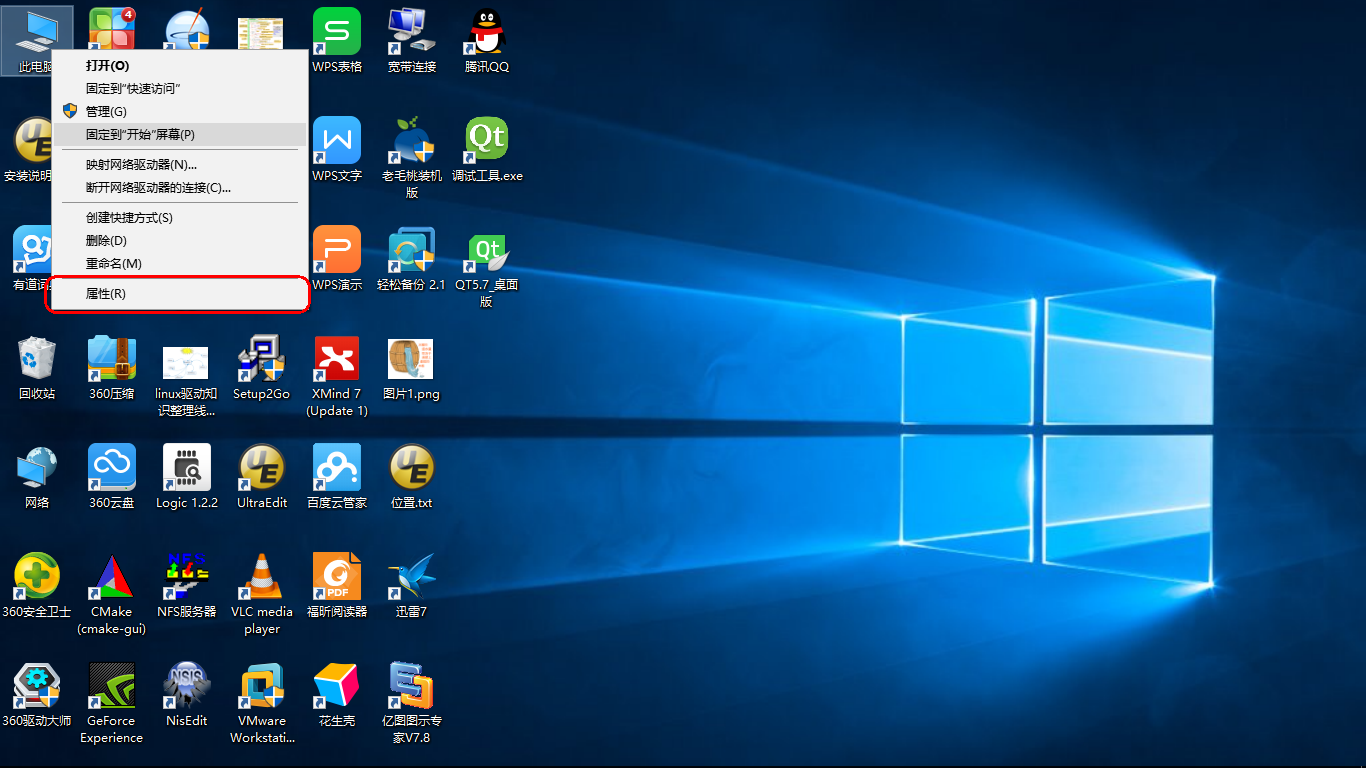 此电脑
4
WPS表格
宽带连接
腾讯QQ
打开(O)
固定到"快速访问"
管理(G)
固定到"开始"屏幕(P)
映射网络驱动器(N)...
断开网络驱动器的连接(C)...
创建快捷方式(S)
删除(D)
重命名(M)
属性(R)
安装说明
WPS文字
老毛桃装机
版
Qt
调试工具.exe
有道词
WPS演示
轻松备份 2.1
Qt
QT5.7_桌面
版
回收站
360压缩
linux驱动知
识整理线...
Setup2Go
XMind 7
(Update 1)
图片1.png
网络
360云盘
Logic 1.2.2
UE
UltraEdit
百度云管家
UE
位置.txt
360安全卫士
CMake
(cmake-gui)
NFS
NFS服务器
VLC media
player
PDF
福昕阅读器
迅雷7
360驱动大师
GeForce
Experience
NSIS
NisEdit
VMware
Workstati...
花生壳
亿图图示专
家V7.8